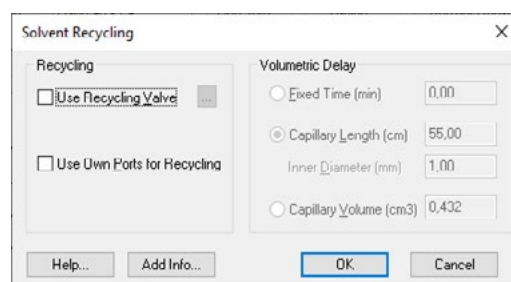 Solvent Recycling
Recycling
Use Recycling Valve
...
Use Own Ports for Recycling
Volumetric Delay
Fixed Time (min) 0,00
Capillary Length (cm) 55,00
Inner Diameter (mm) 1,00
Capillary Volume (cm3) 0,432
Help... Add Info... OK Cancel